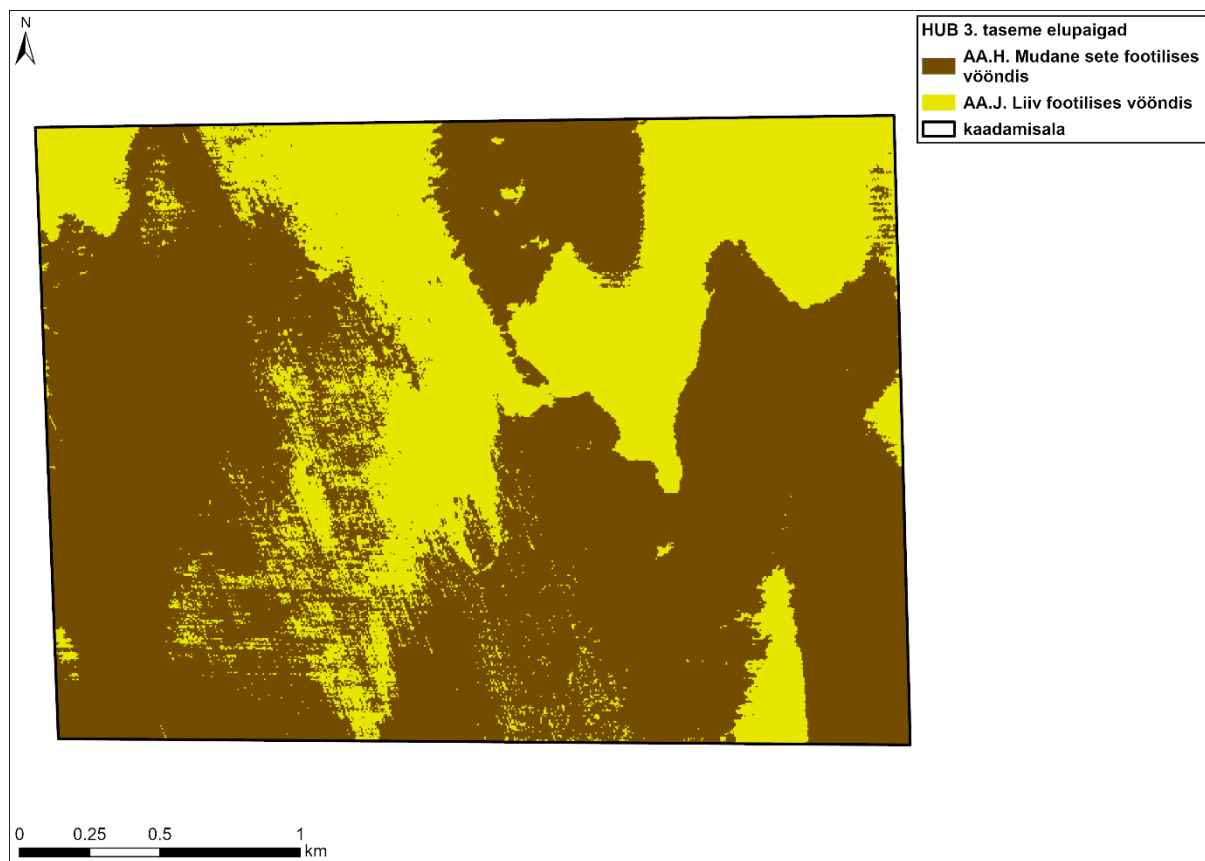 N
HUB 3. taseme elupaigad
AA.H. Mudane sete footilises
vööndis
AA.J. Liiv footilises vööndis
kaadamisala
0 0.25 0.5 1
km